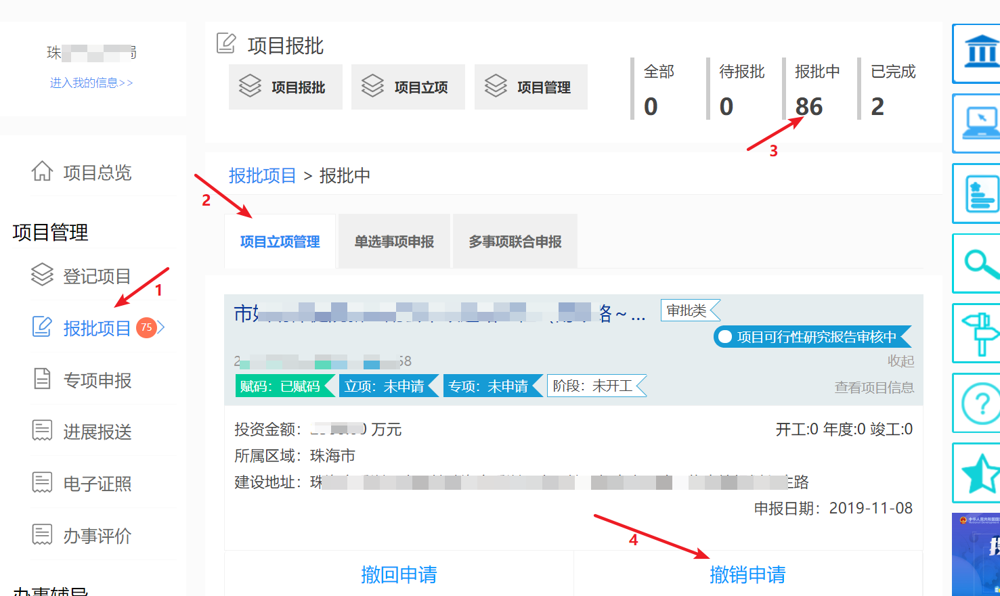 珠 局
进入我的信息>>
项目总览
项目管理
登记项目
报批项目 75
专项申报
进展报送
电子证照
办事评价
办事辅导
项目报批
项目报批
项目立项
项目管理
全部
0
待报批
0
报批中
86
已完成
2
报批项目 > 报批中
项目立项管理
单选事项申报
多事项联合申报
1
2
3
4
市 路～...
审批类
项目可行性研究报告审核中
2 58
收起
赋码：已赋码
立项：未申请
专项：未申请
阶段：未开工
查看项目信息
投资金额： 万元
开工:0 年度:0 竣工:0
所属区域：珠海市
建设地址：珠 路
申报日期：2019-11-08
撤回申请
撤销申请